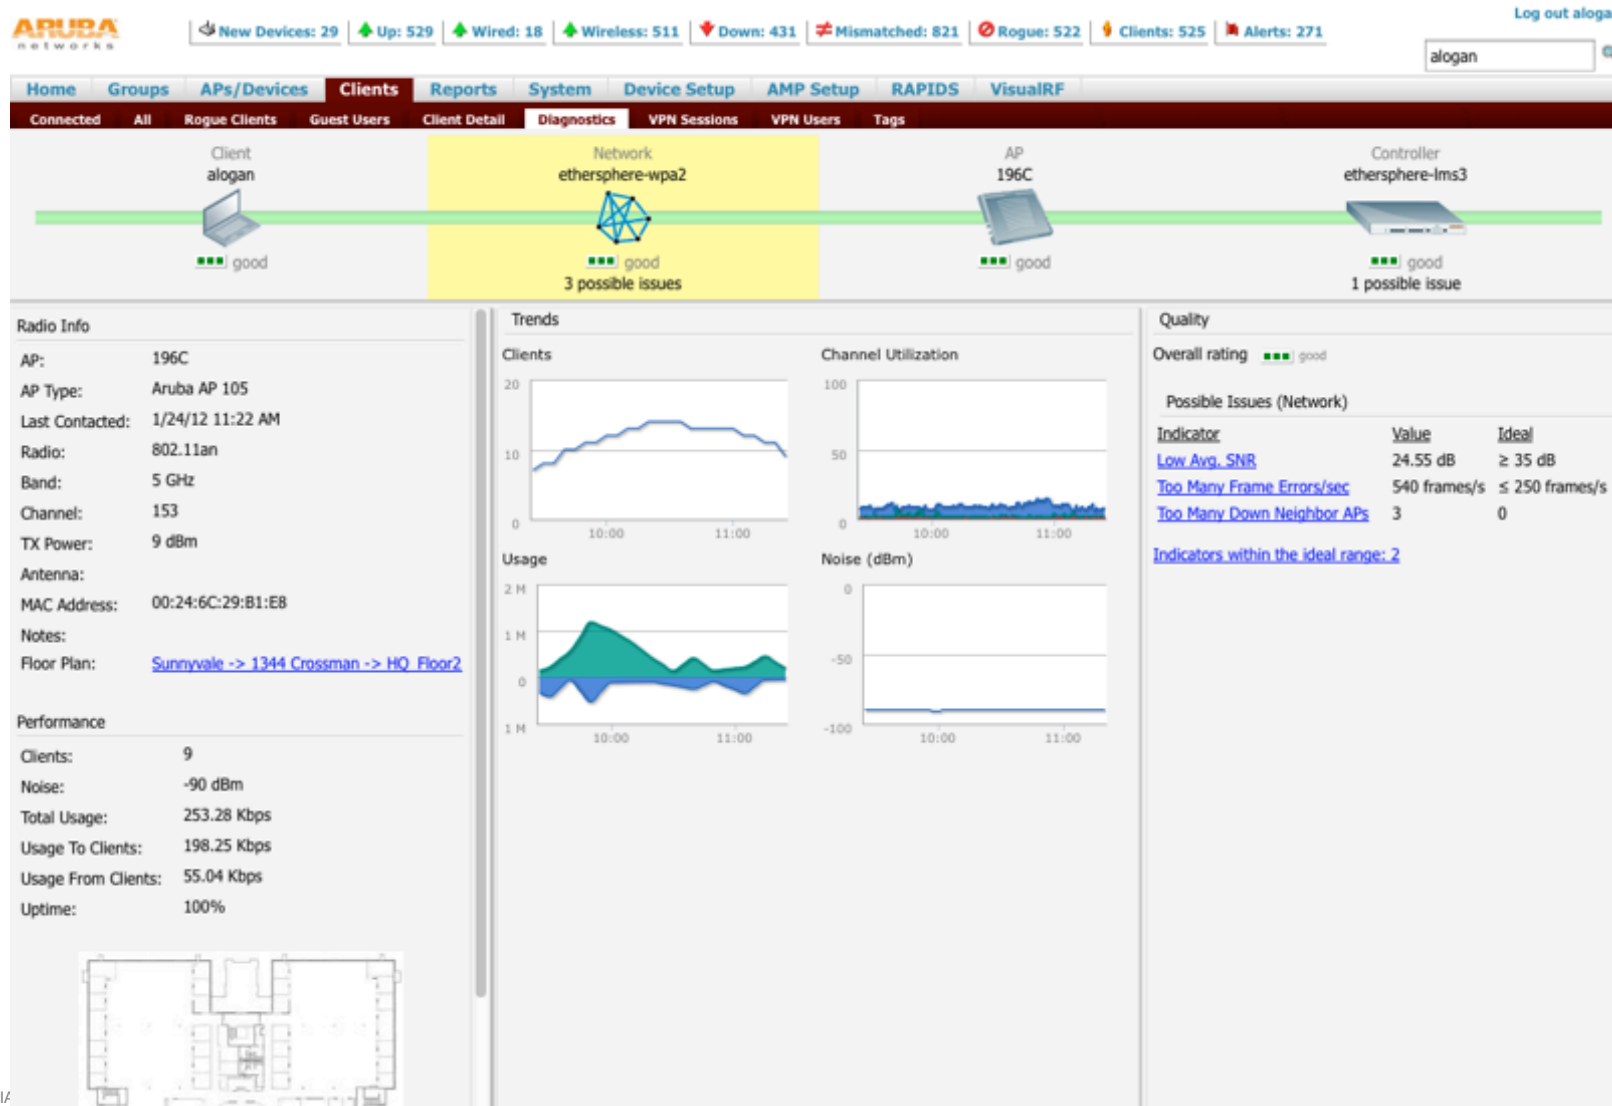 Log out aloga
ARUBA
networks
New Devices: 29 Up: 529 Wired: 18 Wireless: 511 Down: 431 Mismatched: 821 Rogue: 522 Clients: 525 Alerts: 271
alogan
Home Groups APs/Devices Clients Reports System Device Setup AMP Setup RAPIDS VisualRF
Connected All Rogue Clients Guest Users Client Detail Diagnostics VPN Sessions VPN Users Tags
Client Network AP Controller
alogan ethersphere-wpa2 196C ethersphere-lms3
good good good good
3 possible issues 1 possible issue
Radio Info
AP: 196C
AP Type: Aruba AP 105
Last Contacted: 1/24/12 11:22 AM
Radio: 802.11an
Band: 5 GHz
Channel: 153
TX Power: 9 dBm
Antenna:
MAC Address: 00:24:6C:29:B1:E8
Notes:
Floor Plan: Sunnyvale -> 1344 Crossman -> HQ_Floor2
Performance
Clients: 9
Noise: -90 dBm
Total Usage: 253.28 Kbps
Usage To Clients: 198.25 Kbps
Usage From Clients: 55.04 Kbps
Uptime: 100%
Trends
Clients
20
10
0
10:00 11:00
Channel Utilization
100
50
0
10:00 11:00
Usage
2 M
1 M
0
1 M
10:00 11:00
Noise (dBm)
0
-50
-100
10:00 11:00
Quality
Overall rating good
Possible Issues (Network)
Indicator Value Ideal
Low Avg. SNR 24.55 dB ≥ 35 dB
Too Many Frame Errors/sec 540 frames/s ≤ 250 frames/s
Too Many Down Neighbor APs 3 0
Indicators within the ideal range: 2